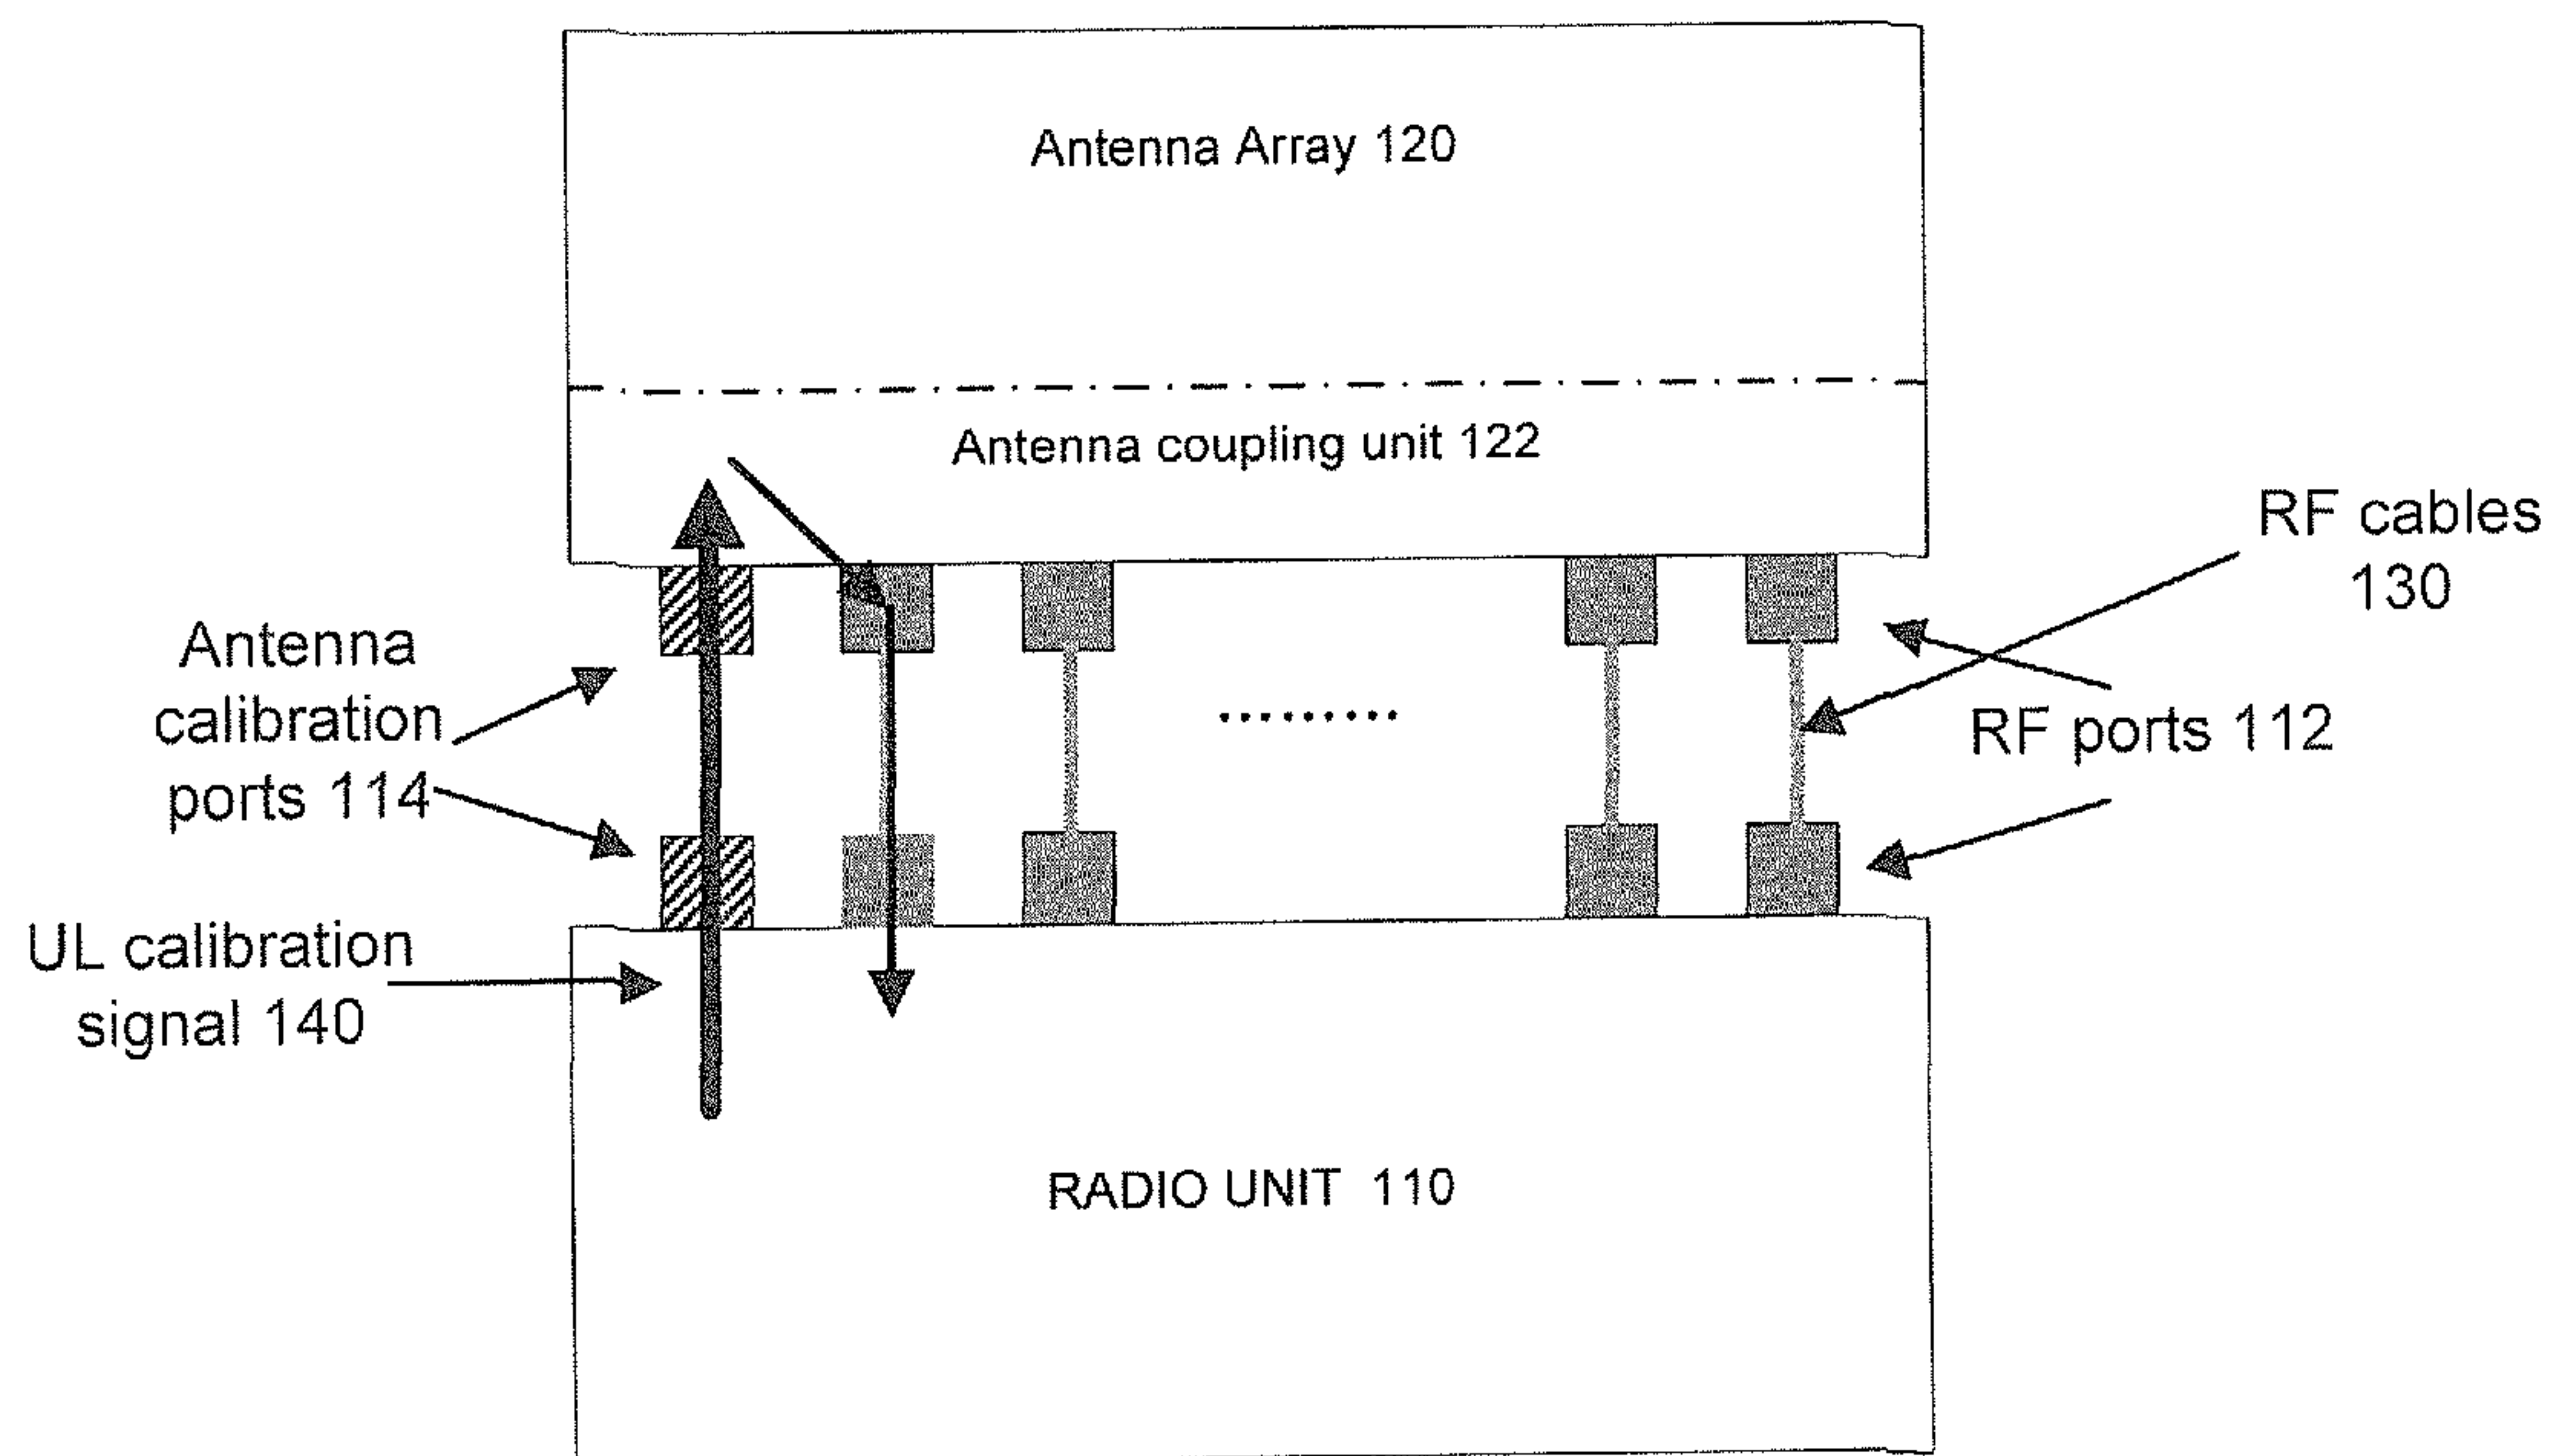 Antenna Array 120
Antenna coupling unit 122
RF cables
130
Antenna
calibration
ports 114
RF ports 112
UL calibration
signal 140
RADIO UNIT 110